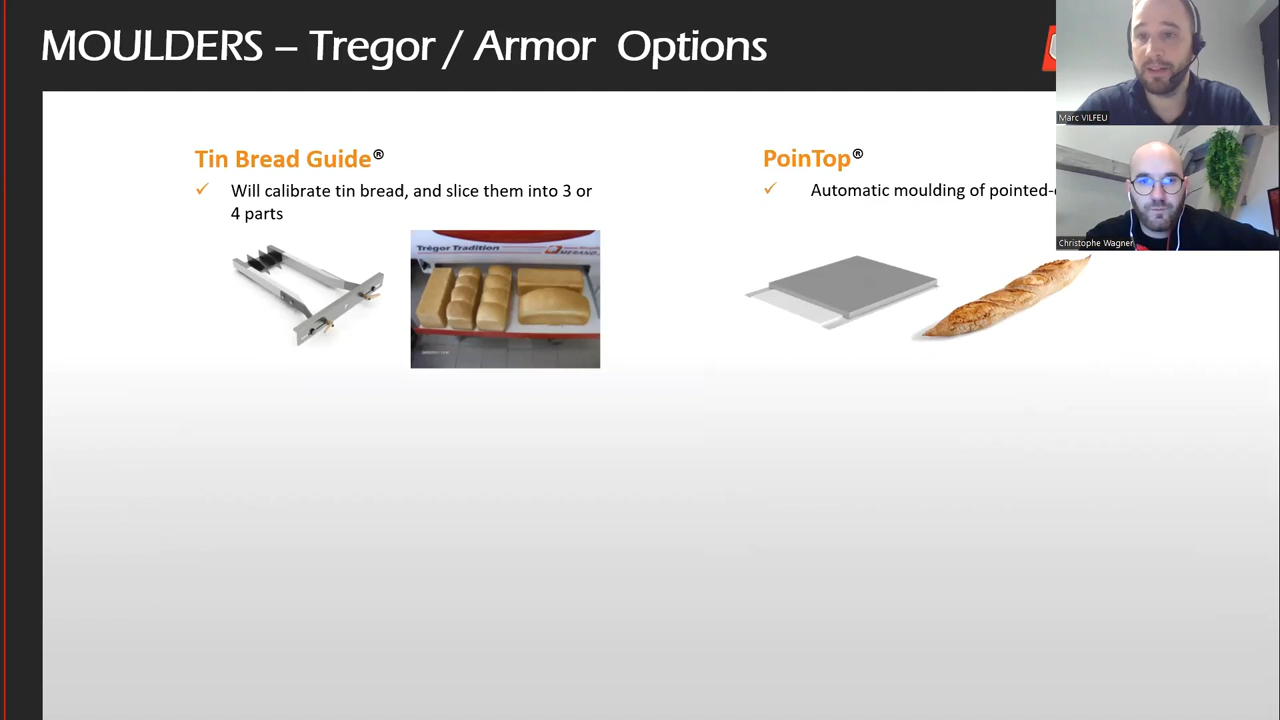 MOULDERS – Tregor / Armor Options
Tin Bread Guide®
✓ Will calibrate tin bread, and slice them into 3 or
4 parts
Trégor Tradition
PoinTop®
✓ Automatic moulding of pointed-
Marc VILFEU
Christophe Wagner